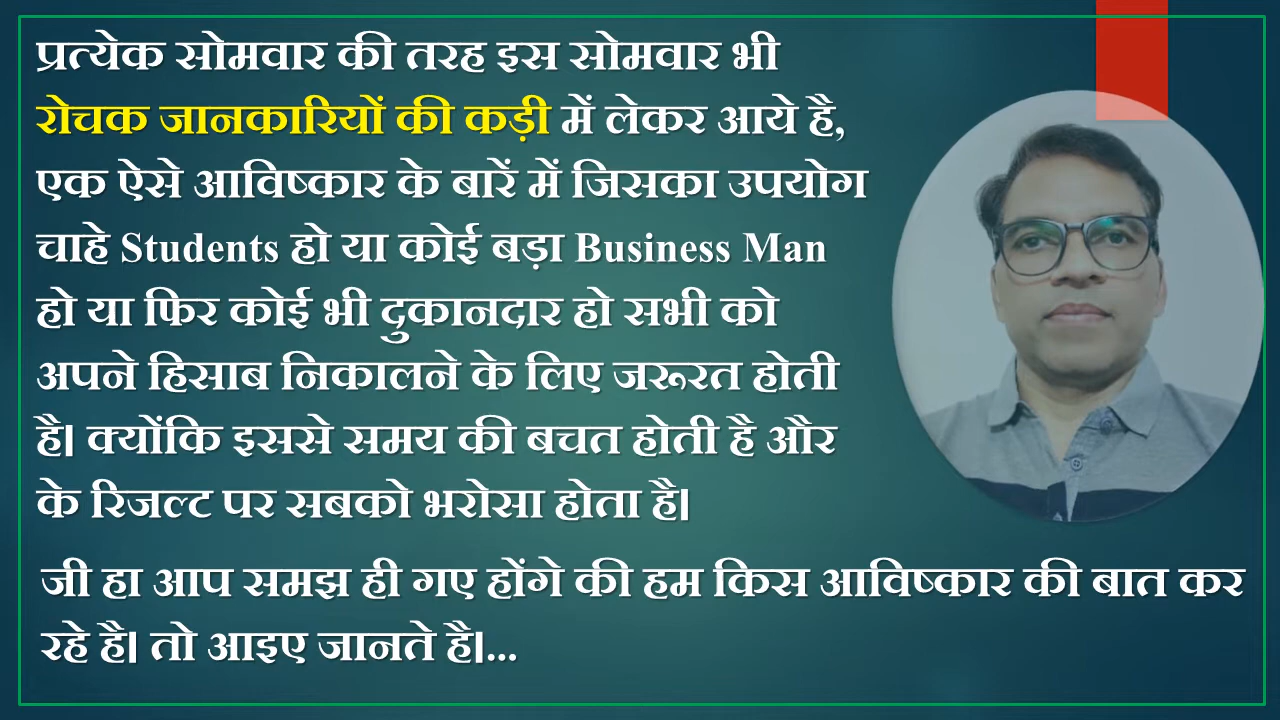 प्रत्येक सोमवार की तरह इस सोमवार भी
रोचक जानकारियों की कड़ी में लेकर आये है,
एक ऐसे आविष्कार के बारें में जिसका उपयोग
चाहे Students हो या कोई बड़ा Business Man
हो या फिर कोई भी दुकानदार हो सभी को
अपने हिसाब निकालने के लिए जरूरत होती
है। क्योंकि इससे समय की बचत होती है और
के रिजल्ट पर सबको भरोसा होता है।
जी हा आप समझ ही गए होंगे की हम किस आविष्कार की बात कर
रहे है। तो आइए जानते है।...